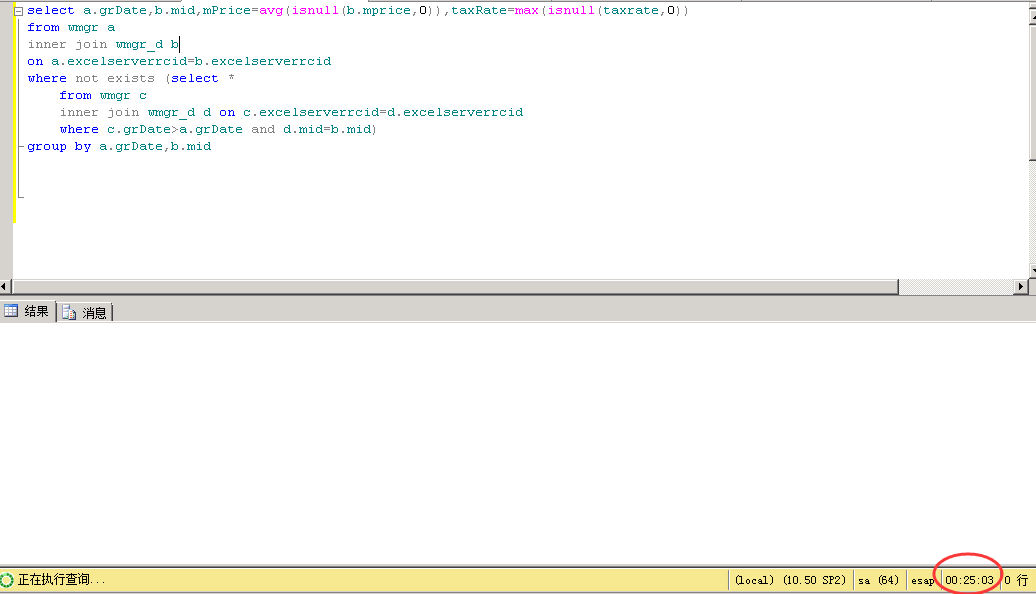 select a.grDate,b.mid,mPrice=avg(isnull(b.mprice,0)),taxRate=max(isnull(taxrate,0))
from wmgr a
inner join wmgr_d b
on a.excelserverrcid=b.excelserverrcid
where not exists (select *
from wmgr c
inner join wmgr_d d on c.excelserverrcid=d.excelserverrcid
where c.grDate>a.grDate and d.mid=b.mid)
group by a.grDate,b.mid
结果 消息
正在执行查询... (local) (10.50 SP2) sa (64) esap 00:25:03 0 行